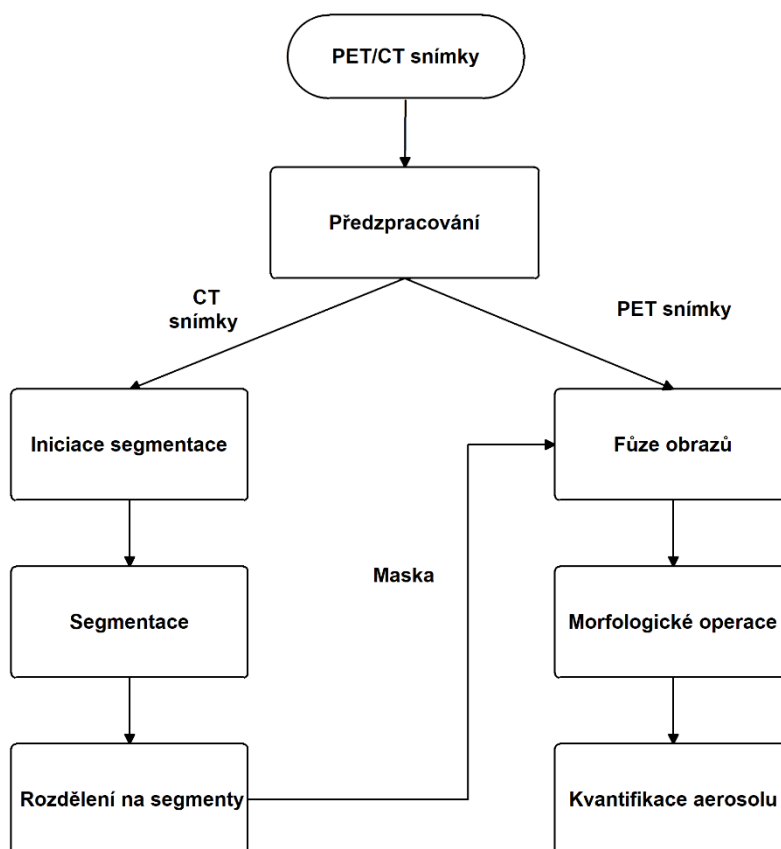 PET/CT snímky
Předzpracování
CT
snímky
PET snímky
Iniciace segmentace
Fůze obrazů
Maska
Segmentace
Morfologické operace
Rozdělení na segmenty
Kvantifikace aerosolu